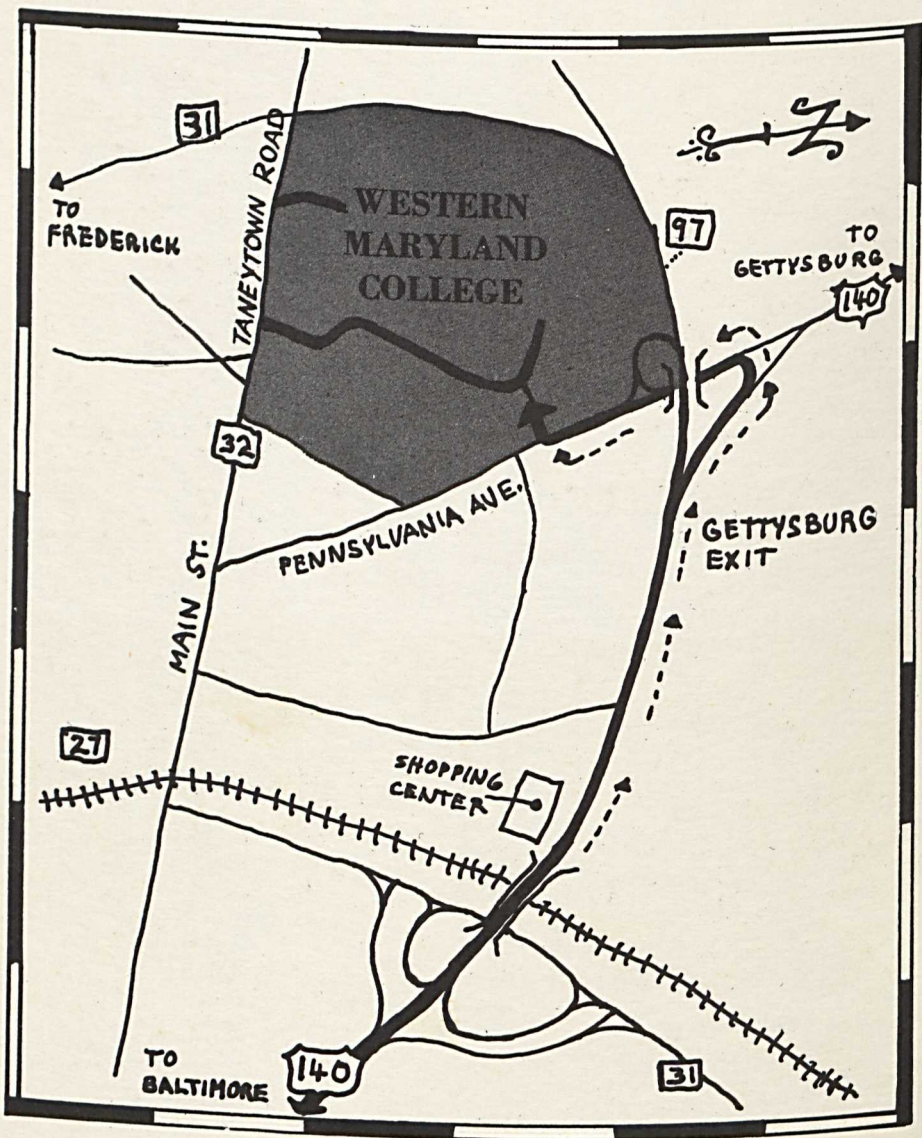 31
TO
FREDERICK
TANEYTOWN ROAD
WESTERN
MARYLAND
COLLEGE
S N
97
TO
GETTYSBURG
140
32
PENNSYLVANIA AVE.
GETTYSBURG
EXIT
MAIN ST.
27
SHOPPING
CENTER
TO
BALTIMORE
140
31